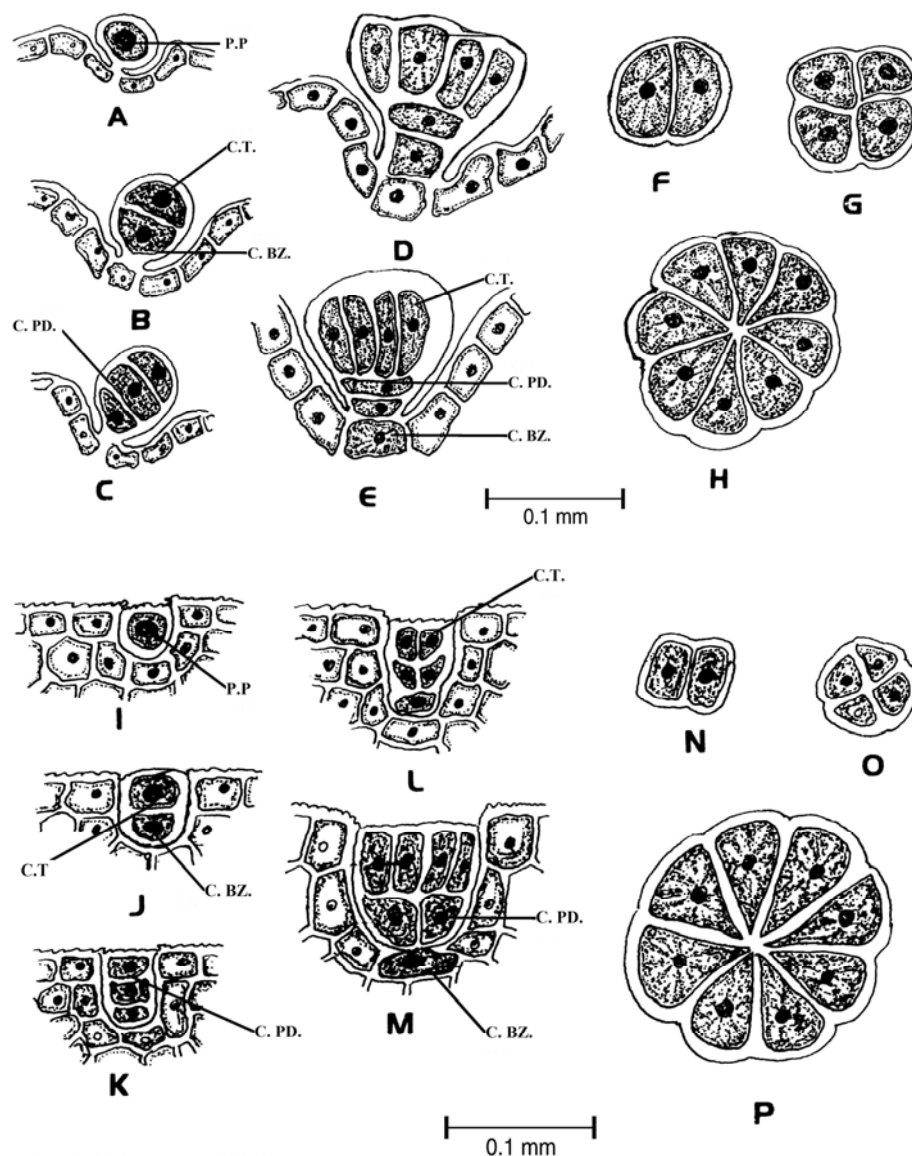 P.P
A
C.T.
C. BZ.
B
C. PD.
C
D
C.T.
C. PD.
C. BZ.
E
F
G
H
0.1 mm
P.P
I
C.T
C. BZ.
J
C. PD.
K
C.T.
L
C. PD.
C. BZ.
M
N
O
P
0.1 mm